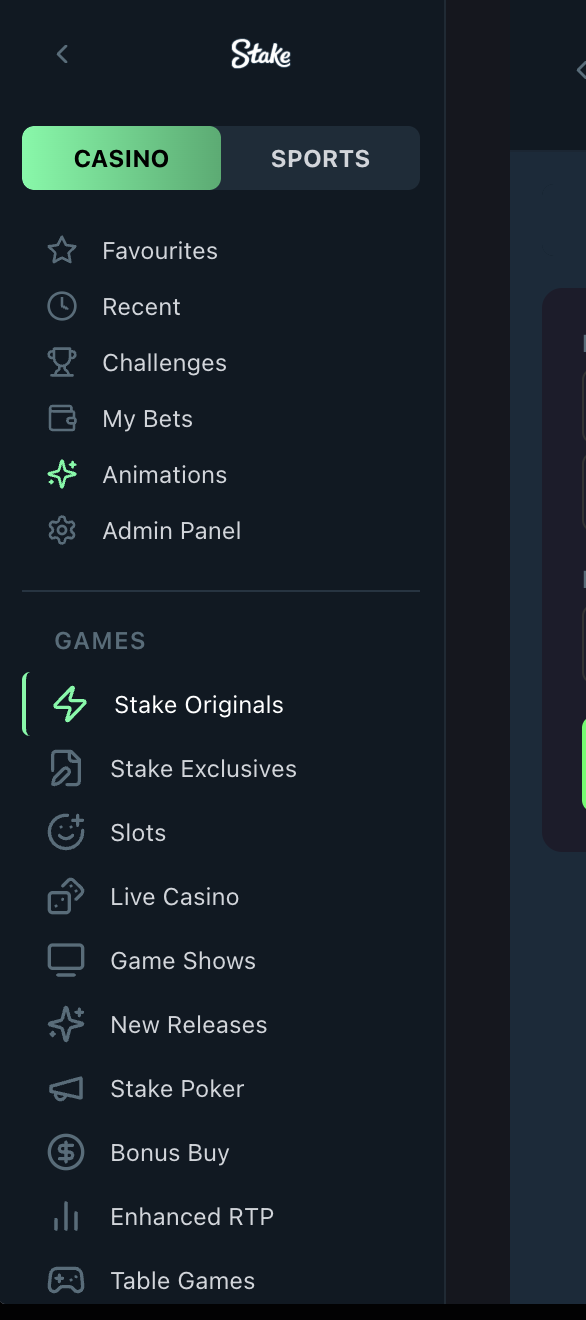 Stake
CASINO
SPORTS
Favourites
Recent
Challenges
My Bets
Animations
Admin Panel
GAMES
Stake Originals
Stake Exclusives
Slots
Live Casino
Game Shows
New Releases
Stake Poker
Bonus Buy
Enhanced RTP
Table Games